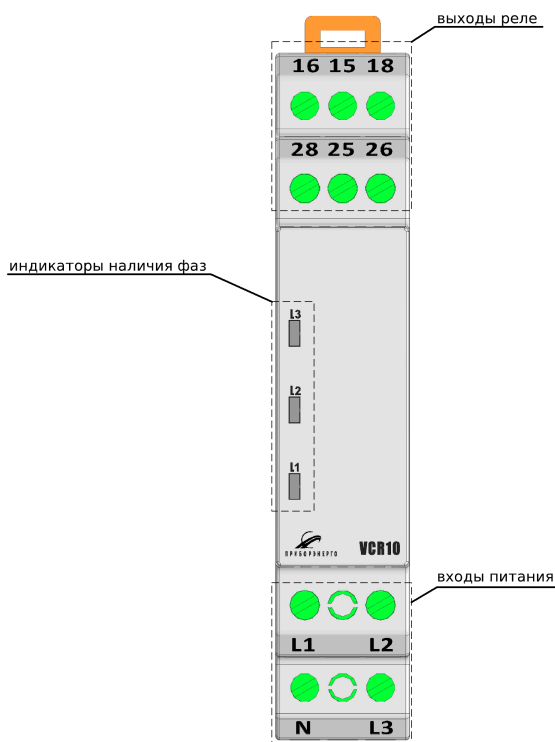 выходы реле
16 15 18
28 25 26
индикаторы наличия фаз
L3
L2
L1
ПРИБОРЭНЕРГО
VCR10
входы питания
L1 L2
N L3